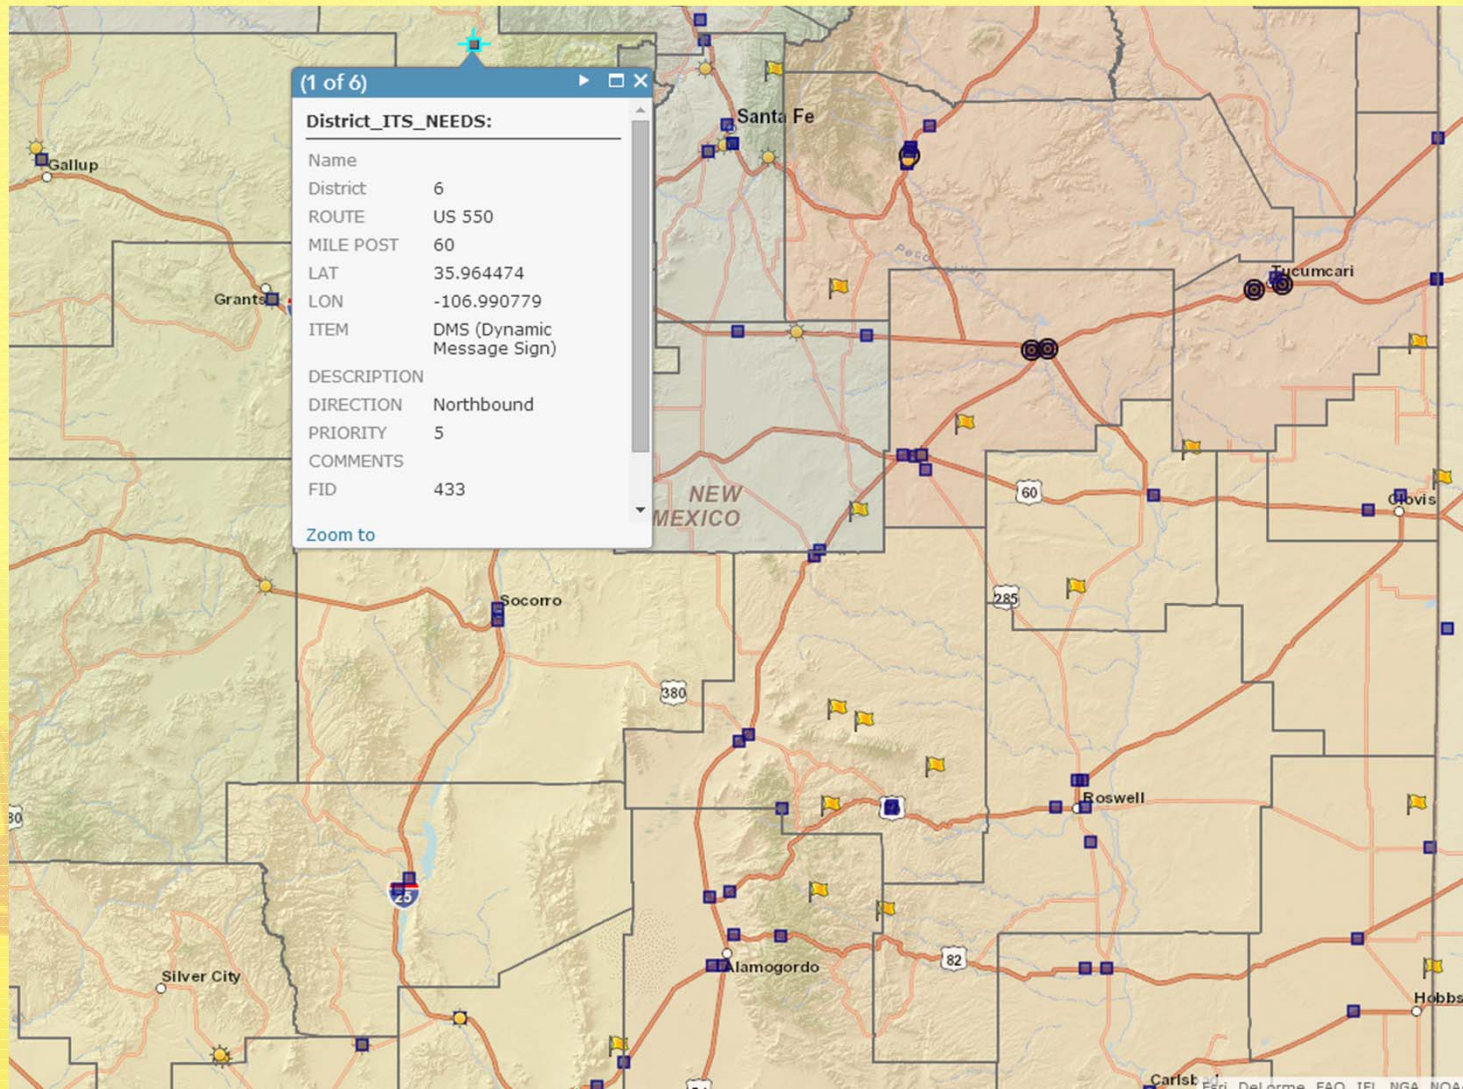 (1 of 6)
District_ITS_NEEDS:
Name
District 6
ROUTE US 550
MILE POST 60
LAT 35.964474
LON -106.990779
ITEM DMS (Dynamic
Message Sign)
DESCRIPTION
DIRECTION Northbound
PRIORITY 5
COMMENTS
FID 433
Zoom to
Santa Fe
Gallup
Pecos River
Grants
Tucumcari
NEW
MEXICO
60
Clovis
285
Socorro
380
Roswell
25
82
Alamogordo
Silver City
Hobbs
Esri, DeLorme, FAO, IFL, NGA, NOA